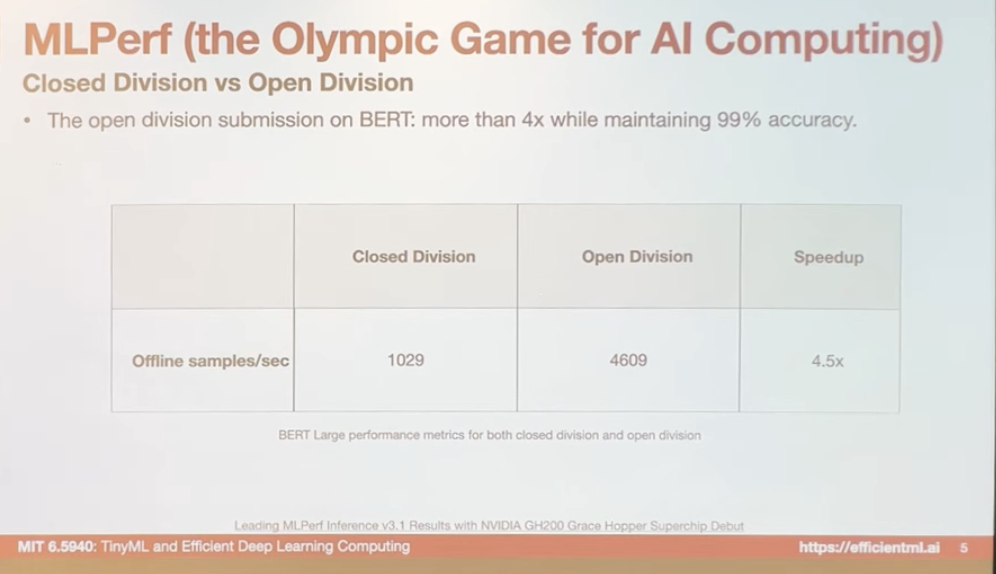 MLPerf (the Olympic Game for AI Computing)
Closed Division vs Open Division
• The open division submission on BERT: more than 4x while maintaining 99% accuracy.
Closed Division Open Division Speedup
Offline samples/sec 1029 4609 4.5x
BERT Large performance metrics for both closed division and open division
Leading MLPerf Inference v3.1 Results with NVIDIA GH200 Grace Hopper Superchip Debut
MIT 6.5940: TinyML and Efficient Deep Learning Computing https://efficientml.ai 5